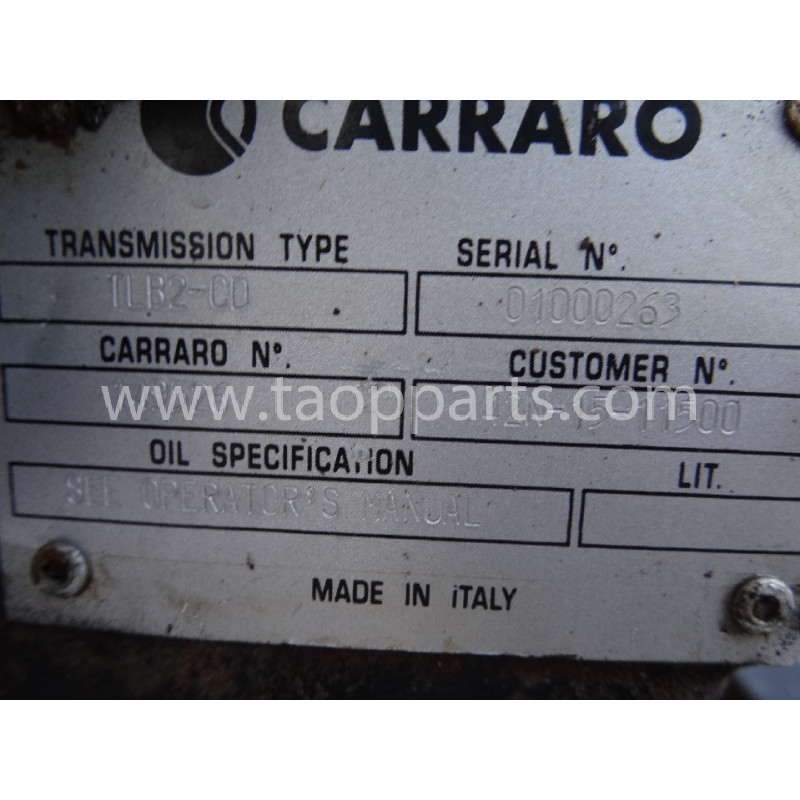 CARRARO
TRANSMISSION TYPE SERIAL N°.
TLB2-CD 01000263
CARRARO N°. CUSTOMER N°.
www.taopparts.com
OIL SPECIFICATION LIT.
SEE OPERATOR'S MANUAL
MADE IN iTALY